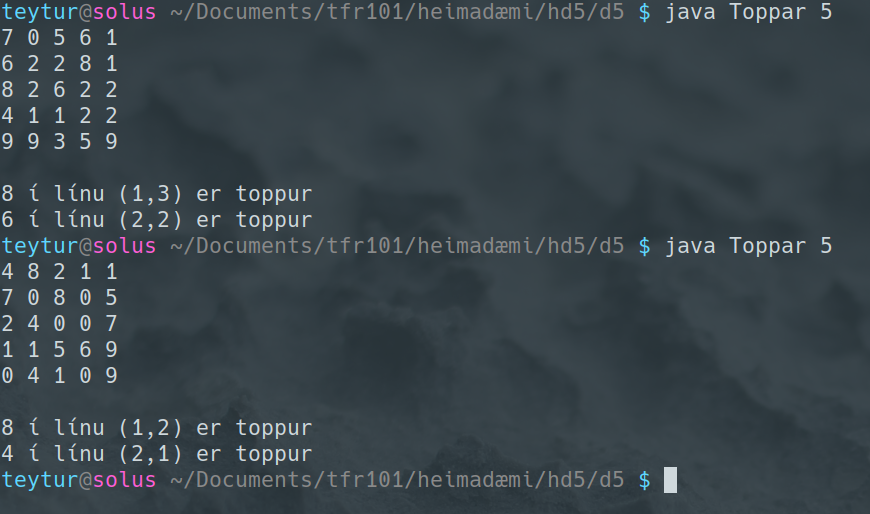 teytur@solus ~/Documents/tfr101/heimadæmi/hd5/d5 $ java Toppar 5
7 0 5 6 1
6 2 2 8 1
8 2 6 2 2
4 1 1 2 2
9 9 3 5 9
8 í línu (1,3) er toppur
6 í línu (2,2) er toppur
teytur@solus ~/Documents/tfr101/heimadæmi/hd5/d5 $ java Toppar 5
4 8 2 1 1
7 0 8 0 5
2 4 0 0 7
1 1 5 6 9
0 4 1 0 9
8 í línu (1,2) er toppur
4 í línu (2,1) er toppur
teytur@solus ~/Documents/tfr101/heimadæmi/hd5/d5 $